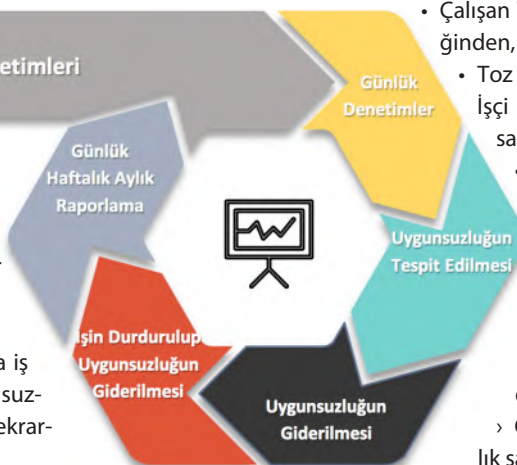 etimleri
Günlük
Denetimler
Uygunsuzluğun
Tespit Edilmesi
Uygunsuzluğun
Giderilmesi
İşin Durdurulup
Uygunsuzluğun
Giderilmesi
Günlük
Haftalık Aylık
Raporlama
a iş
suz-
ekrar-
• Çalışan
ğinden,
• Toz
İşçi
sa
•
›
lık sa